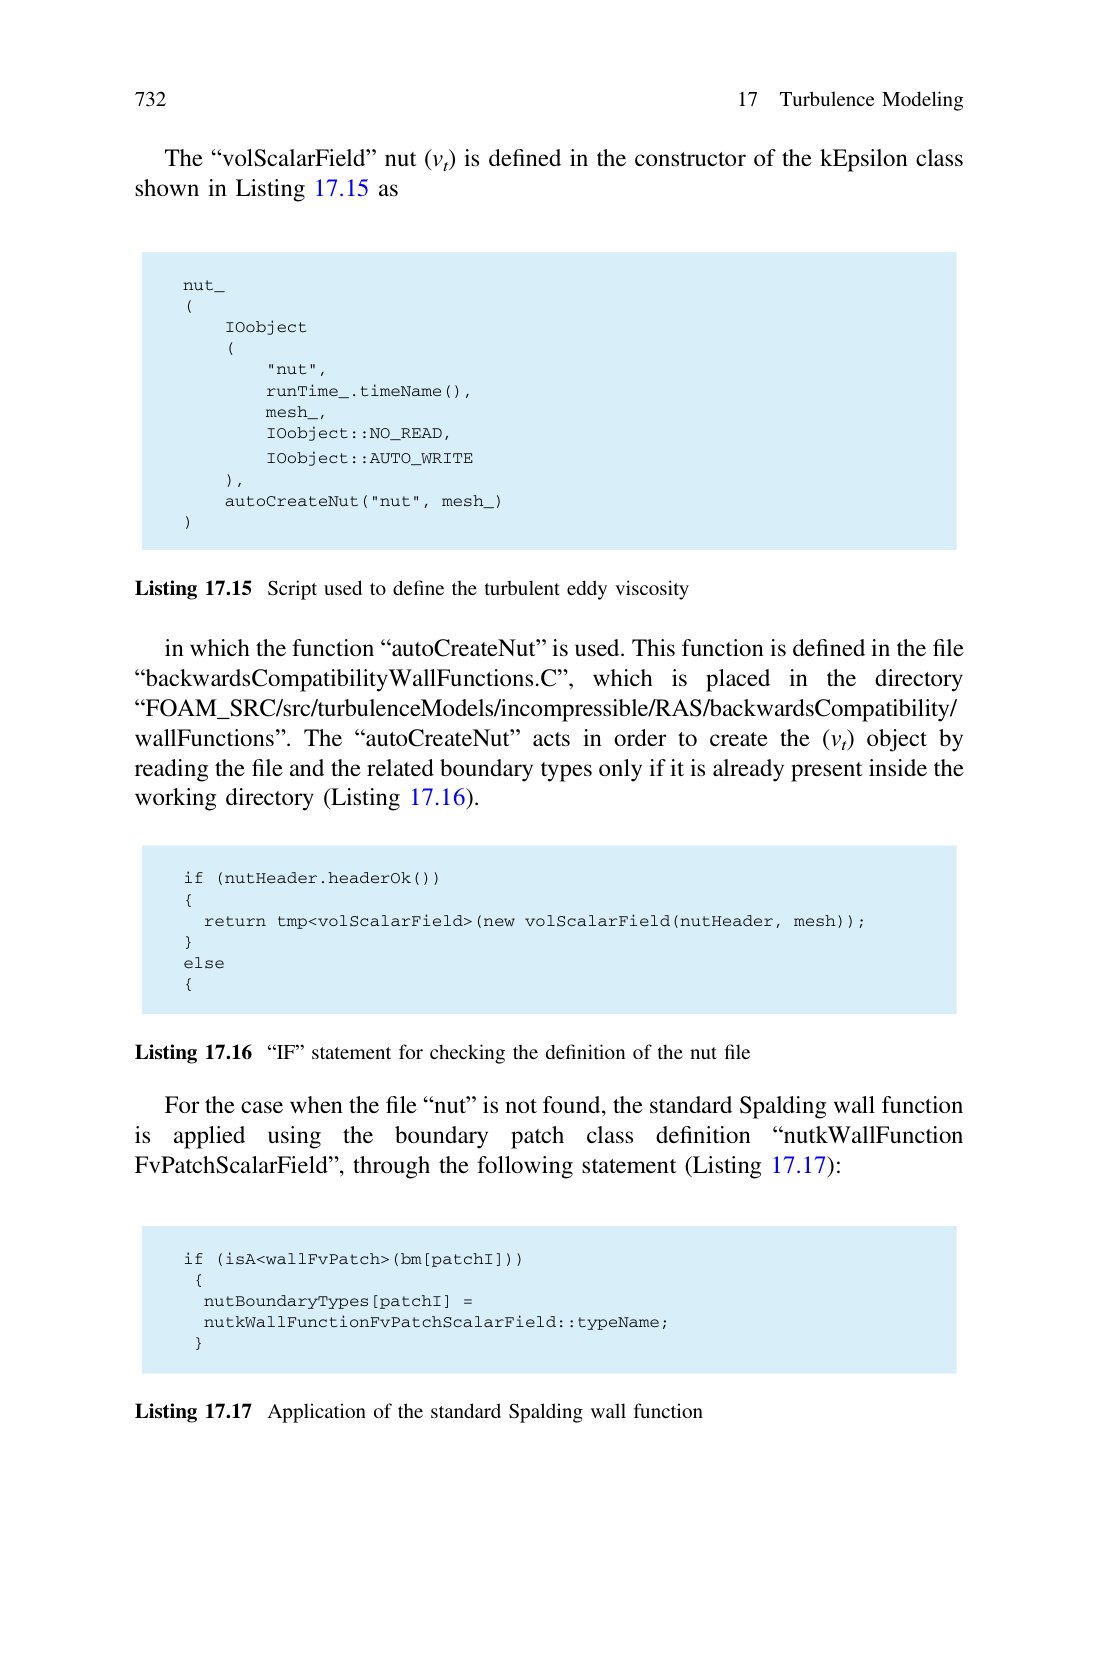 732 17 Turbulence Modeling
The “volScalarField” nut (νt) is defined in the constructor of the kEpsilon class
shown in Listing 17.15 as
nut_
(
IOobject
(
"nut",
runTime_.timeName(),
mesh_,
IOobject::NO_READ,
IOobject::AUTO_WRITE
),
autoCreateNut("nut", mesh_)
)
Listing 17.15 Script used to define the turbulent eddy viscosity
in which the function “autoCreateNut” is used. This function is defined in the file
“backwardsCompatibilityWallFunctions.C”, which is placed in the directory
“FOAM_SRC/src/turbulenceModels/incompressible/RAS/backwardsCompatibility/
wallFunctions”. The “autoCreateNut” acts in order to create the (νt) object by
reading the file and the related boundary types only if it is already present inside the
working directory (Listing 17.16).
if (nutHeader.headerOk())
{
return tmp<volScalarField>(new volScalarField(nutHeader, mesh));
}
else
{
Listing 17.16 “IF” statement for checking the definition of the nut file
For the case when the file “nut” is not found, the standard Spalding wall function
is applied using the boundary patch class definition “nutkWallFunction
FvPatchScalarField”, through the following statement (Listing 17.17):
if (isA<wallFvPatch>(bm[patchI]))
{
nutBoundaryTypes[patchI] =
nutkWallFunctionFvPatchScalarField::typeName;
}
Listing 17.17 Application of the standard Spalding wall function